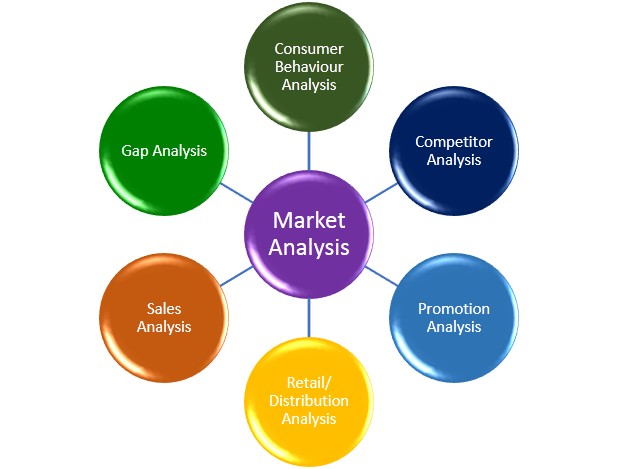 Consumer
Behaviour
Analysis
Gap Analysis
Competitor
Analysis
Market
Analysis
Sales
Analysis
Promotion
Analysis
Retail/
Distribution
Analysis